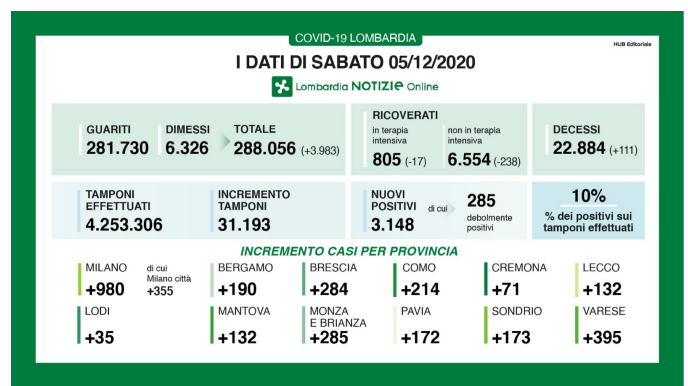 COVID-19 LOMBARDIA
HUB Editoriale
I DATI DI SABATO 05/12/2020
Lombardia NOTIZIE Online
GUARITI
281.730
DIMESSI
6.326
TOTALE
288.056 (+3.983)
RICOVERATI
in terapia
intensiva
805 (-17)
non in terapia
intensiva
6.554 (-238)
DECESSI
22.884 (+111)
TAMPONI
EFFETTUATI
4.253.306
INCREMENTO
TAMPONI
31.193
NUOVI
POSITIVI
3.148
di cui
285
debolmente
positivi
10%
% dei positivi sui
tamponi effettuati
INCREMENTO CASI PER PROVINCIA
MILANO
+980
di cui
Milano città
+355
BERGAMO
+190
BRESCIA
+284
COMO
+214
CREMONA
+71
LECCO
+132
LODI
+35
MANTOVA
+132
MONZA
E BRIANZA
+285
PAVIA
+172
SONDRIO
+173
VARESE
+395